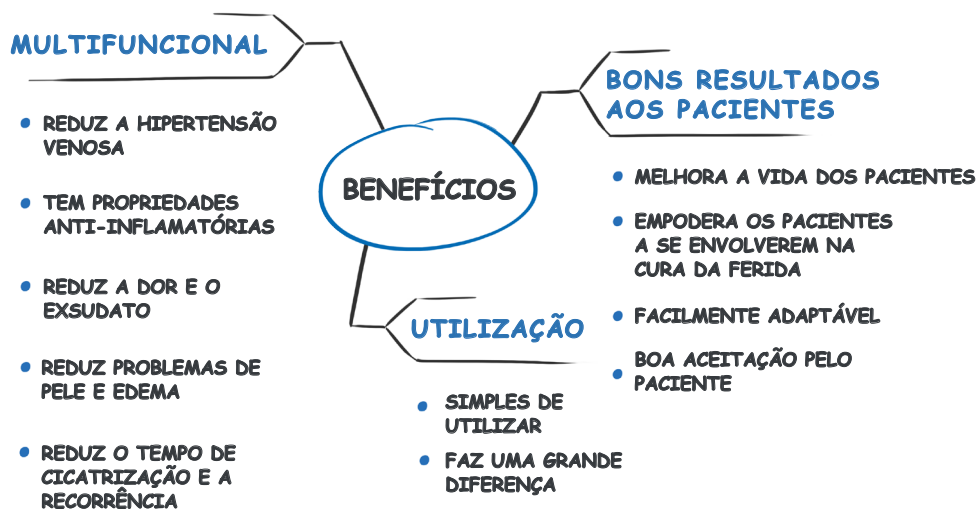 MULTIFUNCIONAL
• REDUZ A HIPERTENSÃO
VENOSA
• TEM PROPRIEDADES
ANTI-INFLAMATÓRIAS
• REDUZ A DOR E O
EXSUDATO
• REDUZ PROBLEMAS DE
PELE E EDEMA
• REDUZ O TEMPO DE
CICATRIZAÇÃO E A
RECORRÊNCIA
BENEFÍCIOS
UTILIZAÇÃO
• SIMPLES DE
UTILIZAR
• FAZ UMA GRANDE
DIFERENÇA
BONS RESULTADOS
AOS PACIENTES
• MELHORA A VIDA DOS PACIENTES
• EMPODERA OS PACIENTES
A SE ENVOLVEREM NA
CURA DA FERIDA
• FACILMENTE ADAPTÁVEL
• BOA ACEITAÇÃO PELO
PACIENTE